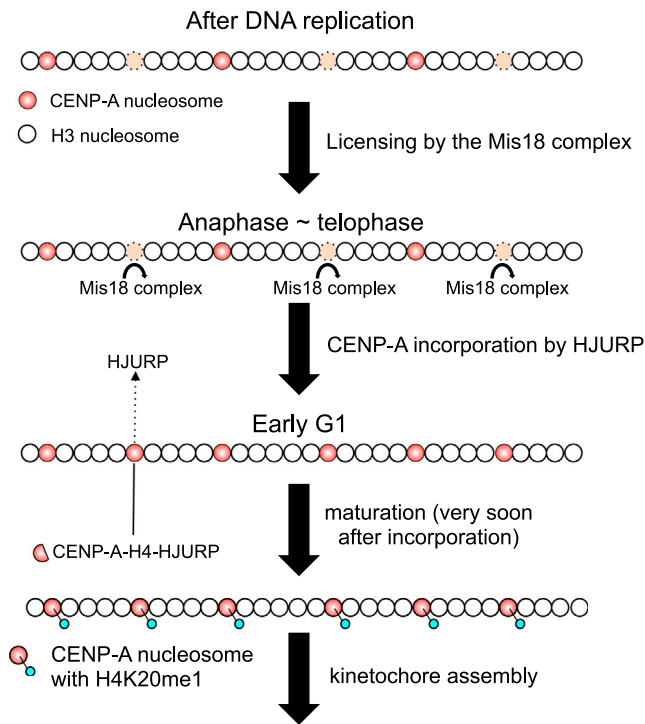 After DNA replication
CENP-A nucleosome
H3 nucleosome
Licensing by the Mis18 complex
Anaphase ~ telophase
Mis18 complex
Mis18 complex
Mis18 complex
CENP-A incorporation by HJURP
HJURP
Early G1
CENP-A-H4-HJURP
maturation (very soon
after incorporation)
CENP-A nucleosome
with H4K20me1
kinetochore assembly